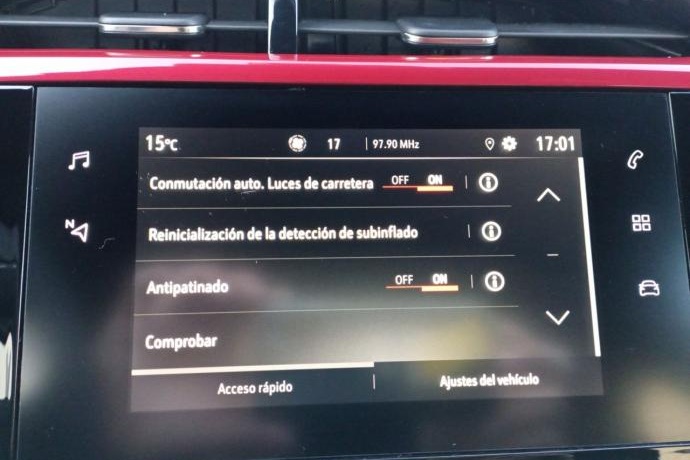 15°C 17 97.90 MHz 17:01
Conmutación auto. Luces de carretera OFF ON
N
Reinicialización de la detección de subinflado
Antipatinado OFF ON
Comprobar
Acceso rápido Ajustes del vehículo